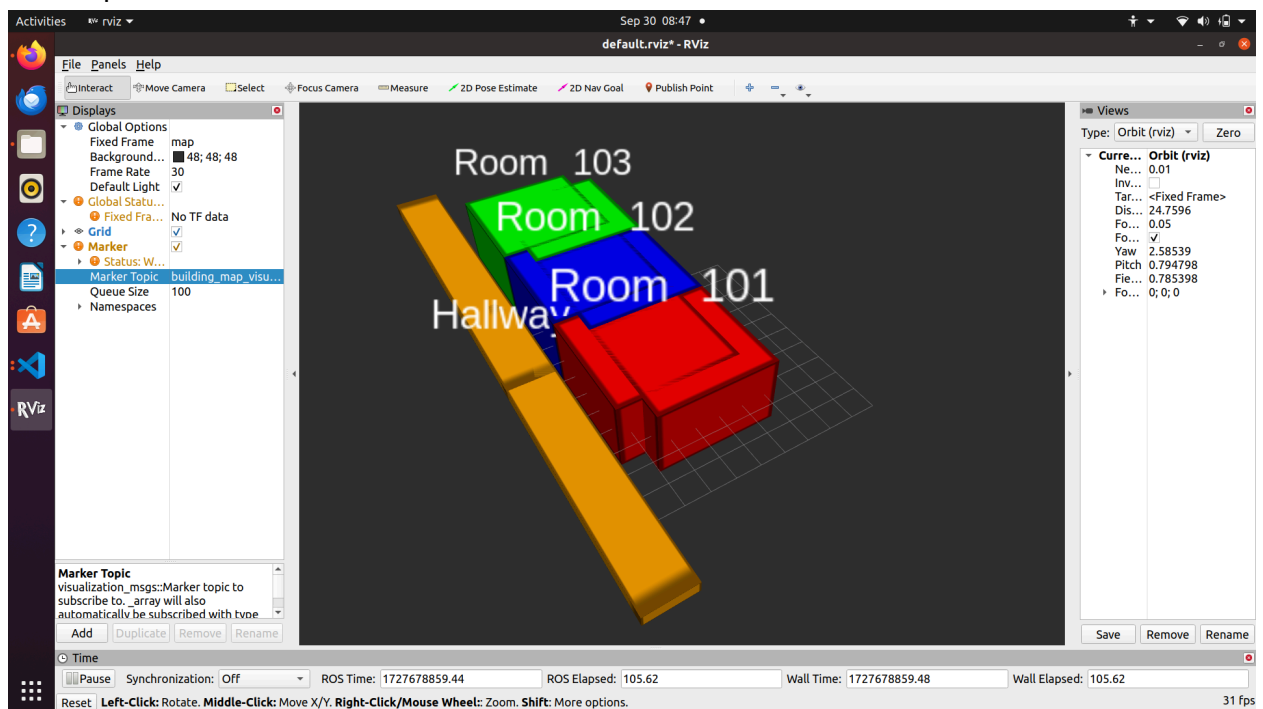 Activities RViz rviz Sep 30 08:47
default.rviz* - RViz
File Panels Help
Interact Move Camera Select Focus Camera Measure 2D Pose Estimate 2D Nav Goal Publish Point
Displays
Global Options
Fixed Frame map
Background... 48; 48; 48
Frame Rate 30
Default Light
Global Statu...
Fixed Fra... No TF data
Grid
Marker
Status: W...
Marker Topic building_map_visu...
Queue Size 100
Namespaces
Marker Topic
visualization_msgs::Marker topic to
subscribe to. _array will also
automatically be subscribed with type
Add Duplicate Remove Rename
Room 103
Room 102
Room 101
Hallway
Views
Type: Orbit (rviz) Zero
Curre... Orbit (rviz)
Ne... 0.01
Inv...
Tar... <Fixed Frame>
Dis... 24.7596
Fo... 0.05
Fo...
Yaw 2.58539
Pitch 0.794798
Fie... 0.785398
Fo... 0; 0; 0
Save Remove Rename
RViz
Time
Pause Synchronization: Off ROS Time: 1727678859.44 ROS Elapsed: 105.62 Wall Time: 1727678859.48 Wall Elapsed: 105.62
Reset Left-Click: Rotate. Middle-Click: Move X/Y. Right-Click/Mouse Wheel:: Zoom. Shift: More options. 31 fps